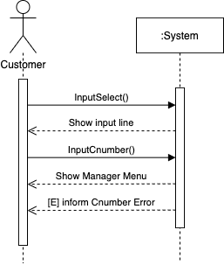 :System
Customer
InputSelect()
Show input line
InputCnumber()
Show Manager Menu
[E] inform Cnumber Error